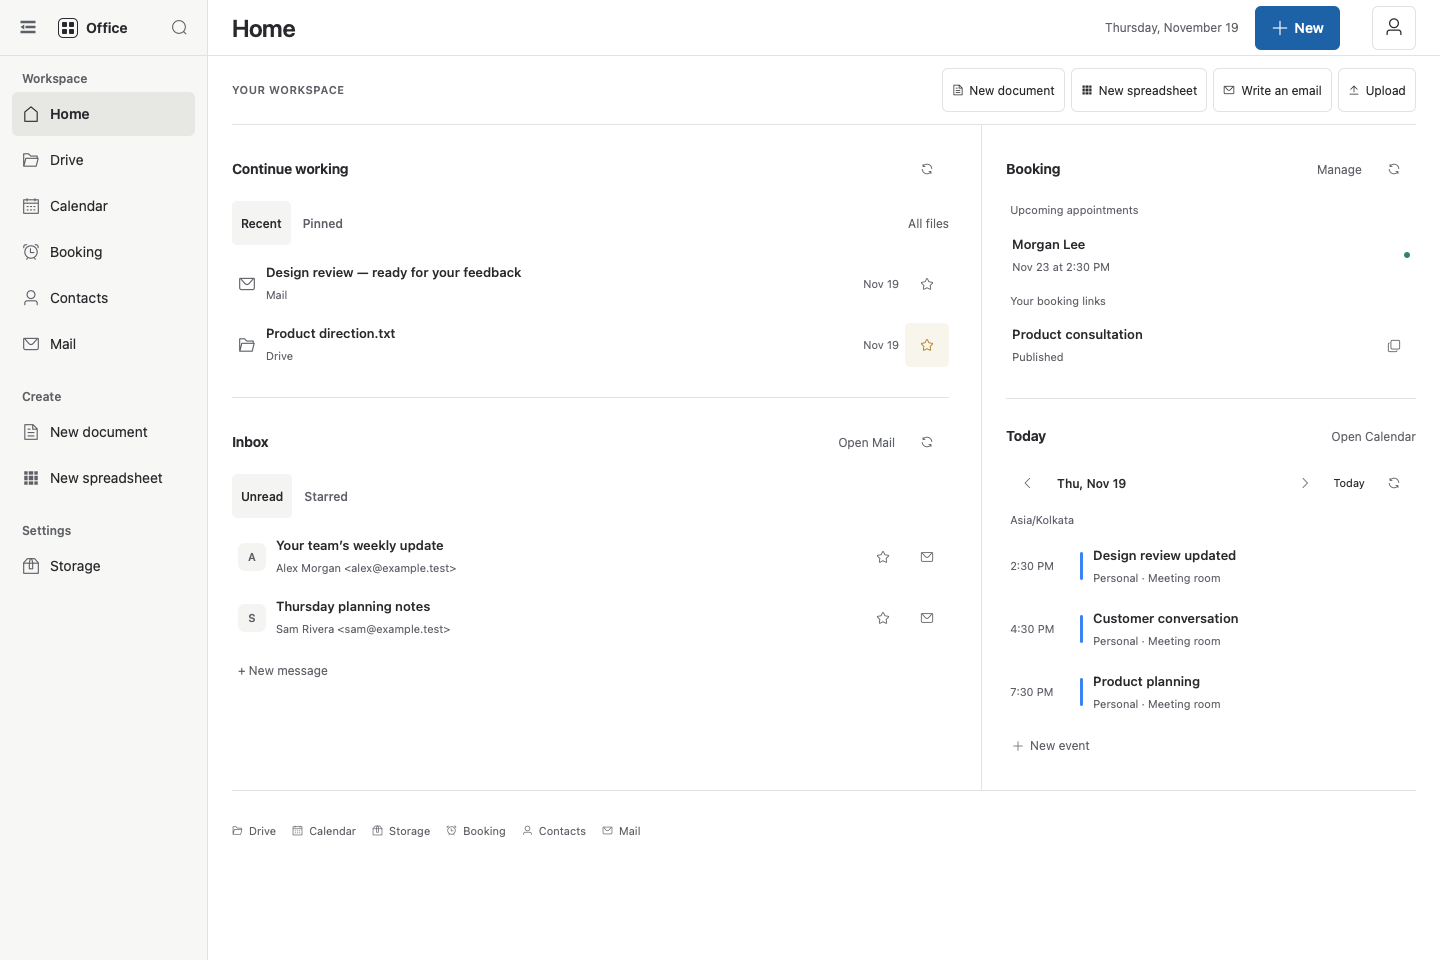 Office
Workspace
Home
Drive
Calendar
Booking
Contacts
Mail
Create
New document
New spreadsheet
Settings
Storage
Home
Thursday, November 19
New
YOUR WORKSPACE
New document
New spreadsheet
Write an email
Upload
Continue working
Recent
Pinned
All files
Design review — ready for your feedback
Mail
Nov 19
Product direction.txt
Drive
Nov 19
Inbox
Open Mail
Unread
Starred
A
Your team’s weekly update
Alex Morgan <alex@example.test>
S
Thursday planning notes
Sam Rivera <sam@example.test>
+ New message
Booking
Manage
Upcoming appointments
Morgan Lee
Nov 23 at 2:30 PM
Your booking links
Product consultation
Published
Today
Open Calendar
Thu, Nov 19
Today
Asia/Kolkata
2:30 PM
Design review updated
Personal · Meeting room
4:30 PM
Customer conversation
Personal · Meeting room
7:30 PM
Product planning
Personal · Meeting room
New event
Drive
Calendar
Storage
Booking
Contacts
Mail